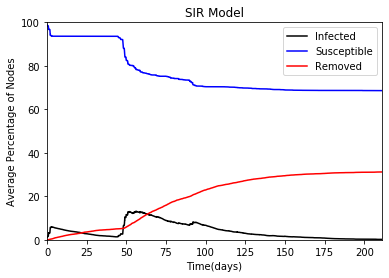 SIR Model
Average Percentage of Nodes
100
80
60
40
20
0
Infected
Susceptible
Removed
0 25 50 75 100 125 150 175 200
Time(days)